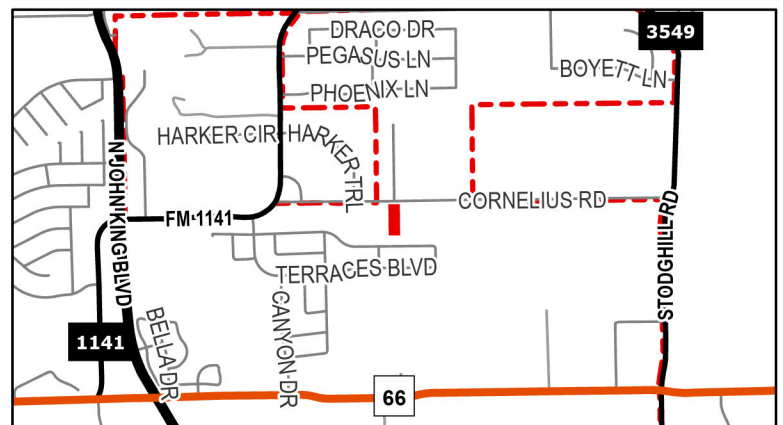 DRACO DR
3549
PEGASUS LN
BOYETT LN
PHOENIX LN
HARKER CIR
HARKER TRL
CORNELIUS RD
FM 1141
N JOHN KING BLVD
TERRACES BLVD
STODGHILL RD
CANYON DR
BELLA DR
1141
66